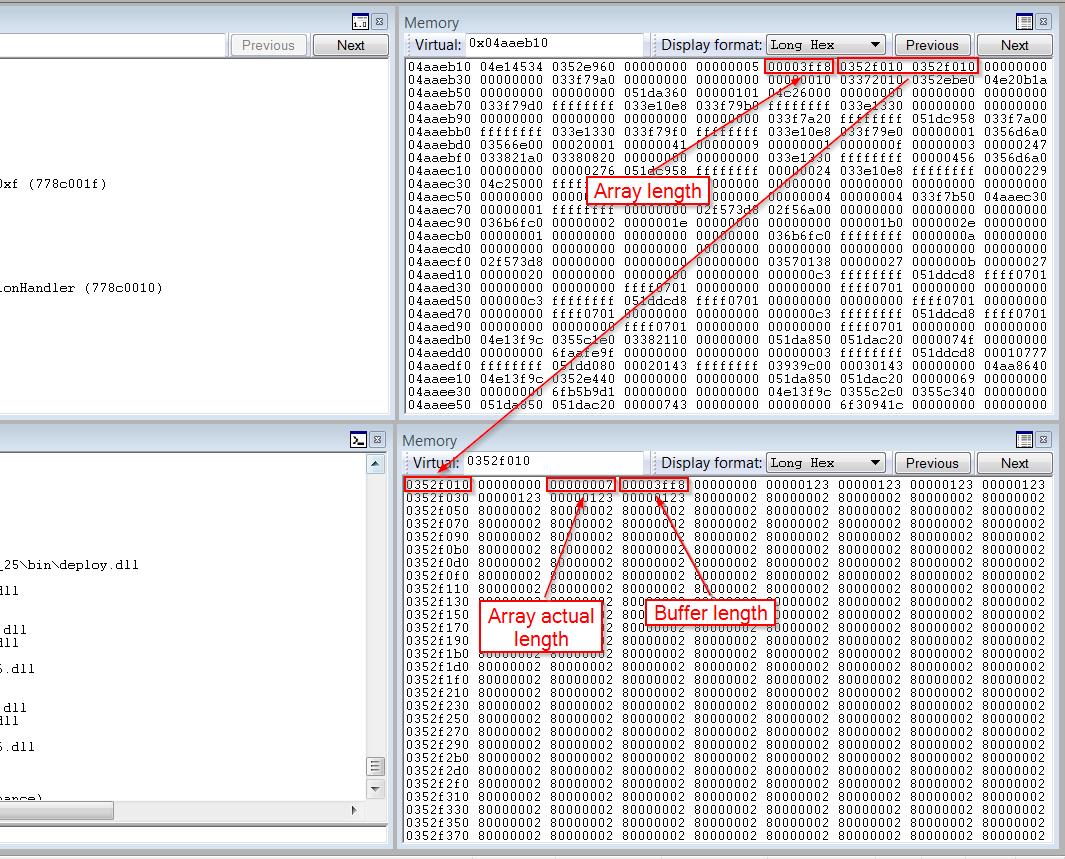 Previous Next
0xf (778c001f)
ionHandler (778c0010)
Memory
Virtual: 0x04aaeb10 Display format: Long Hex Previous Next
04aaeb10 04e14534 0352e960 00000000 00000005 00003ff8 0352f010 0352f010 00000000
04aaeb30 00000000 033f79a0 00000000 00000000 00000010 03372010 0352ebe0 04e20b1a
04aaeb50 00000000 00000000 051da360 00000101 04c26000 00000000 00000000 00000000
04aaeb70 033f79d0 ffffffff 033e10e8 033f79b0 ffffffff 033e1330 00000000 00000000
04aaeb90 00000000 00000000 00000000 00000000 033f7a20 ffffffff 051dc958 033f7a00
04aaebb0 ffffffff 033e1330 033f79f0 ffffffff 033e10e8 033f79e0 00000001 0356d6a0
04aaebd0 03566e00 00020001 00000041 00000009 00000001 0000000f 00000003 00000247
04aaebf0 033821a0 03380820 00000000 00000000 033e1330 ffffffff 00000456 0356d6a0
04aaec10 00000000 00000276 051dc958 ffffffff 00000024 033e10e8 ffffffff 00000229
04aaec30 04c25000 00000000 00000000 00000000
04aaec50 00000004 00000004 033f7b50 04aaec30
04aaec70 00000001 ffffffff 00000000 02f573d8 02f56a00 00000000 00000000 00000000
04aaec90 036b6fc0 00000002 0000001e 00000000 00000000 000001b0 0000002e 00000000
04aaecb0 00000001 00000000 00000000 00000000 036b6fc0 ffffffff 0000000a 00000000
04aaecd0 00000000 00000000 00000000 00000000 00000000 00000000 00000000 00000000
04aaecf0 02f573d8 00000000 00000000 00000000 03570138 00000027 0000000b 00000027
04aaed10 00000020 00000000 00000000 00000000 000000c3 ffffffff 051ddcd8 ffff0701
04aaed30 00000000 00000000 ffff0701 00000000 00000000 00000000 ffff0701 00000000
04aaed50 000000c3 ffffffff 051ddcd8 ffff0701 00000000 00000000 00000000 ffff0701
04aaed70 00000000 ffff0701 00000000 00000000 000000c3 ffffffff 051ddcd8 ffff0701
04aaed90 00000000 00000000 ffff0701 00000000 00000000 ffff0701 00000000 00000000
04aaedb0 04e13f9c 0355c1e0 03382110 00000000 051da850 051dac20 0000074f 00000000
04aaedd0 00000000 6faafe9f 00000000 00000003 ffffffff 051ddcd8 00010777
04aaedf0 ffffffff 051dd080 00020143 ffffffff 03939c00 00030143 00000000 04aa8640
04aaee10 04e13f9c 0352e440 00000000 00000000 051da850 051dac20 00000069 00000000
04aaee30 00000000 6fb5b9d1 00000000 00000000 04e13f9c 0355c2c0 0355c340 00000000
04aaee50 051da850 051dac20 00000743 00000000 00000000 6f30941c 00000000 00000000
Array length
_25\bin\deploy.dll
dll
.dll
dll
5.dll
.dll
dll
5.dll
nance)
Memory
Virtual: 0352f010 Display format: Long Hex Previous Next
0352f010 00000000 00000007 00003ff8 00000000 00000123 00000123 00000123 00000123
0352f030 00000123 00000123 00000123 80000002 80000002 80000002 80000002 80000002
0352f050 80000002 80000002 80000002 80000002 80000002 80000002 80000002 80000002
0352f070 80000002 80000002 80000002 80000002 80000002 80000002 80000002 80000002
0352f090 80000002 80000002 80000002 80000002 80000002 80000002 80000002 80000002
0352f0b0 80000002 80000002 80000002 80000002 80000002 80000002 80000002 80000002
0352f0d0 80000002 80000002 80000002 80000002 80000002 80000002 80000002 80000002
0352f0f0 80000002 80000002 80000002 80000002 80000002 80000002 80000002 80000002
0352f110 80000002 80000002 80000002 80000002 80000002 80000002 80000002 80000002
0352f130 80000002 80000002 80000002
0352f150 80000002 80000002 80000002
0352f170 80000002 80000002 80000002 80000002 80000002 80000002
0352f190 80000002 80000002 80000002 80000002 80000002 80000002
0352f1b0 80000002 80000002 80000002 80000002 80000002 80000002 80000002 80000002
0352f1d0 80000002 80000002 80000002 80000002 80000002 80000002 80000002 80000002
0352f1f0 80000002 80000002 80000002 80000002 80000002 80000002 80000002 80000002
0352f210 80000002 80000002 80000002 80000002 80000002 80000002 80000002 80000002
0352f230 80000002 80000002 80000002 80000002 80000002 80000002 80000002 80000002
0352f250 80000002 80000002 80000002 80000002 80000002 80000002 80000002 80000002
0352f270 80000002 80000002 80000002 80000002 80000002 80000002 80000002 80000002
0352f290 80000002 80000002 80000002 80000002 80000002 80000002 80000002 80000002
0352f2b0 80000002 80000002 80000002 80000002 80000002 80000002 80000002 80000002
0352f2d0 80000002 80000002 80000002 80000002 80000002 80000002 80000002 80000002
0352f2f0 80000002 80000002 80000002 80000002 80000002 80000002 80000002 80000002
0352f310 80000002 80000002 80000002 80000002 80000002 80000002 80000002 80000002
0352f330 80000002 80000002 80000002 80000002 80000002 80000002 80000002 80000002
0352f350 80000002 80000002 80000002 80000002 80000002 80000002 80000002 80000002
0352f370 80000002 80000002 80000002 80000002 80000002 80000002 80000002 80000002
Array actual
length
Buffer length